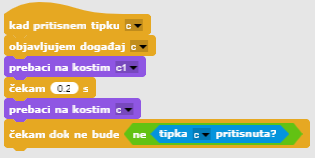 kad pritisnem tipku c
objavljujem događaj c
prebaci na kostim c1
čekam 0.2 s
prebaci na kostim c
čekam dok ne bude ne tipka c pritisnuta?